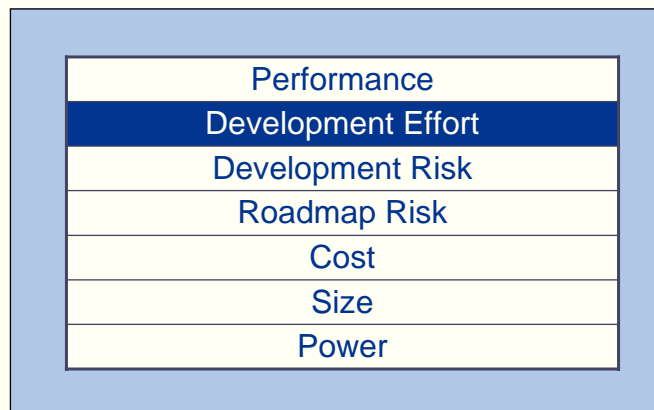 Performance
Development Effort
Development Risk
Roadmap Risk
Cost
Size
Power